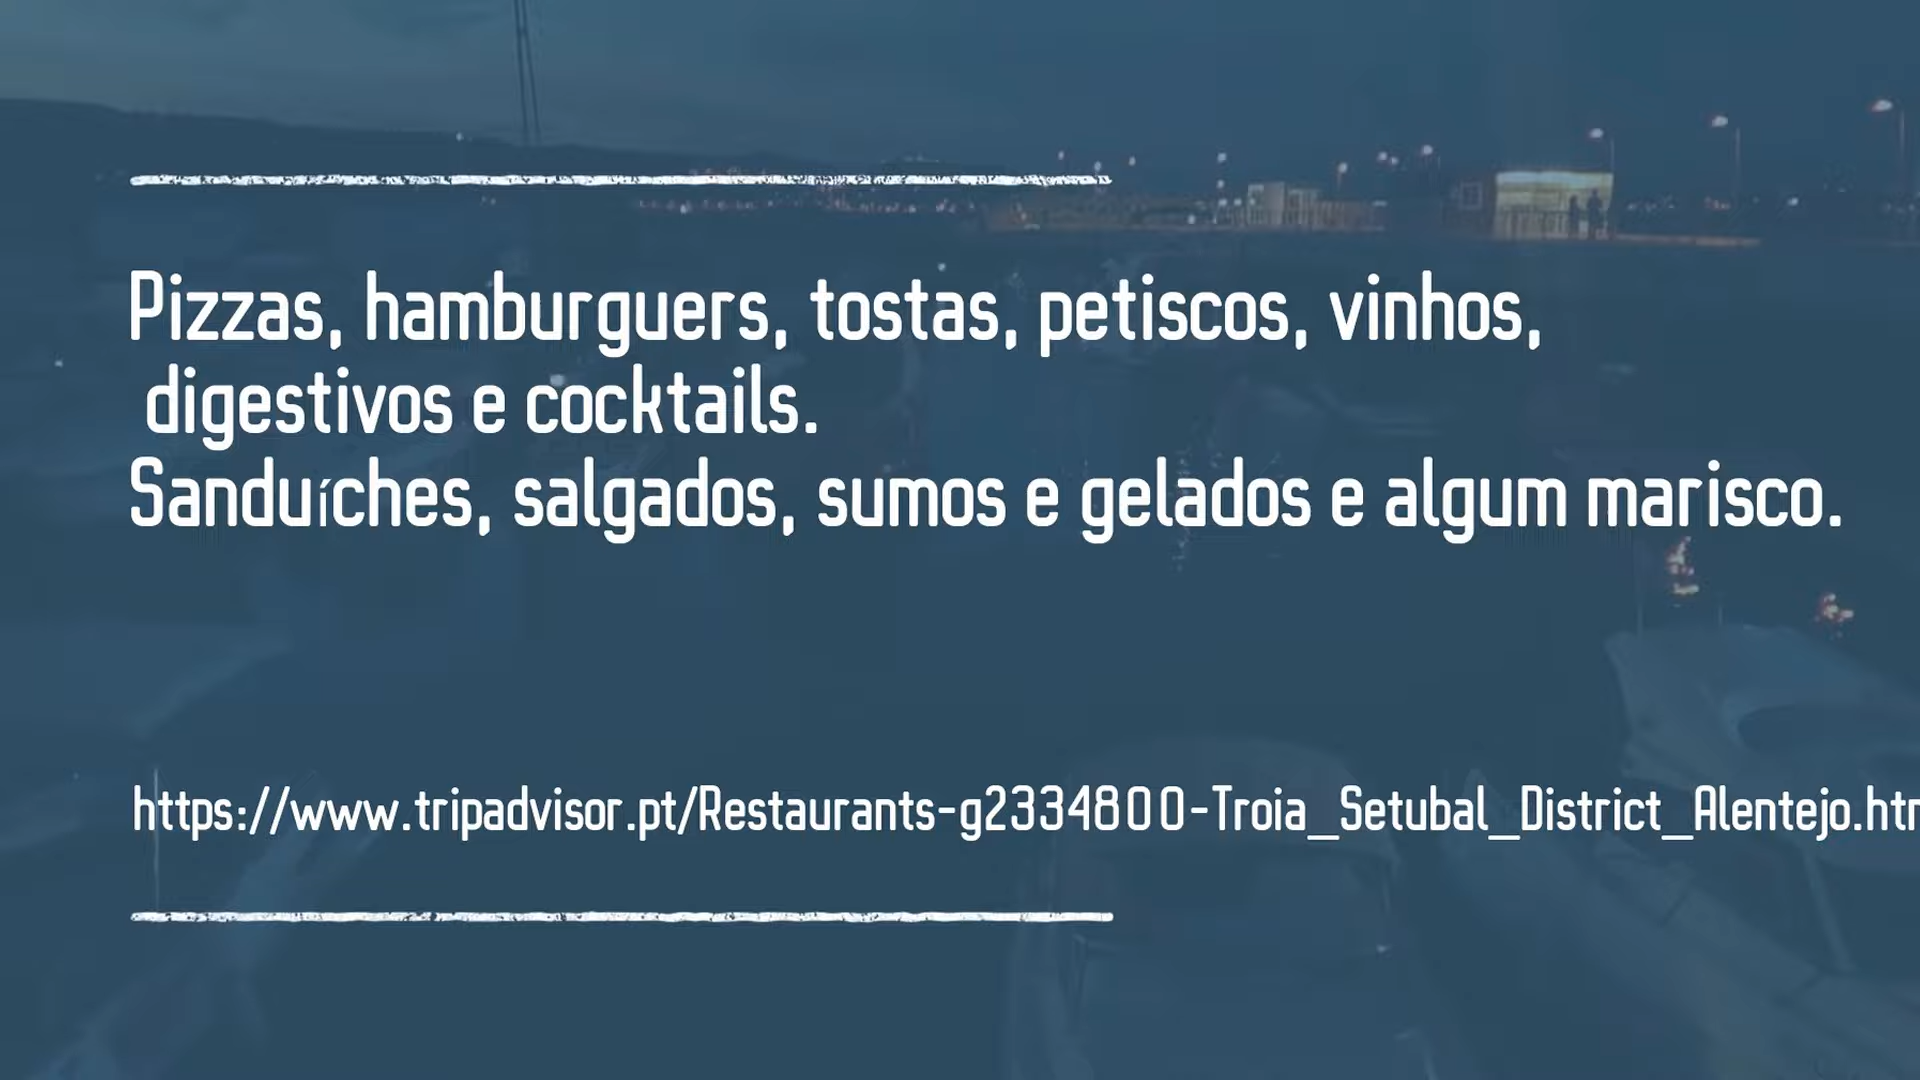 Pizzas, hamburguers, tostas, petiscos, vinhos,
digestivos e cocktails.
Sanduíches, salgados, sumos e gelados e algum marisco.
https://www.tripadvisor.pt/Restaurants-g2334800-Troia_Setubal_District_Alentejo.htm